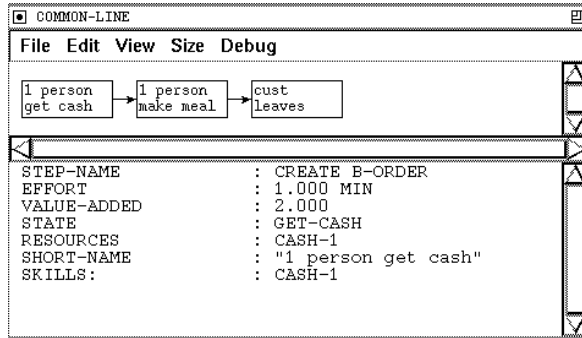 COMMON-LINE
File Edit View Size Debug
1 person get cash
1 person make meal
cust leaves
STEP-NAME : CREATE B-ORDER
EFFORT : 1.000 MIN
VALUE-ADDED : 2.000
STATE : GET-CASH
RESOURCES : CASH-1
SHORT-NAME : "1 person get cash"
SKILLS: : CASH-1